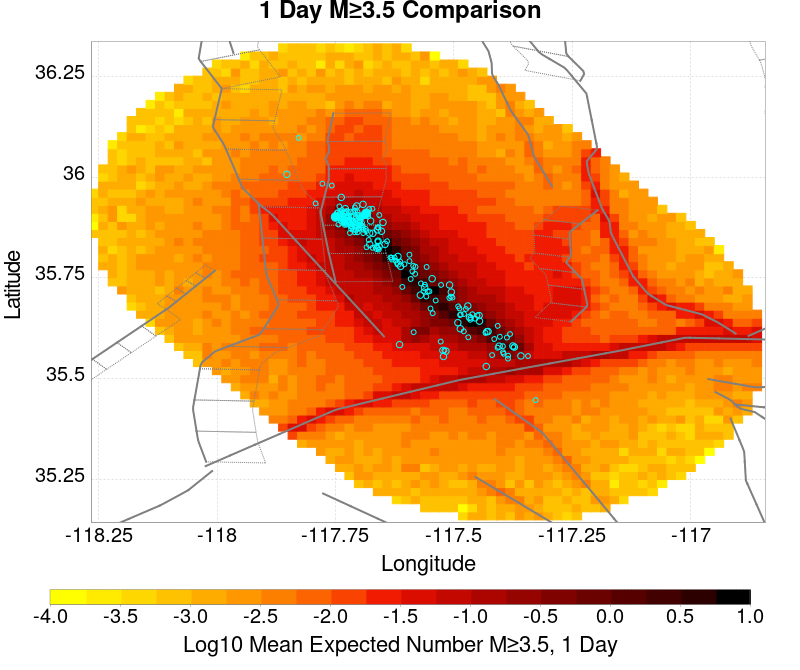 1 Day M≥3.5 Comparison
36.25
36
35.75
35.5
35.25
Latitude
-118.25 -118 -117.75 -117.5 -117.25 -117
Longitude
-4.0 -3.5 -3.0 -2.5 -2.0 -1.5 -1.0 -0.5 0.0 0.5 1.0
Log10 Mean Expected Number M≥3.5, 1 Day